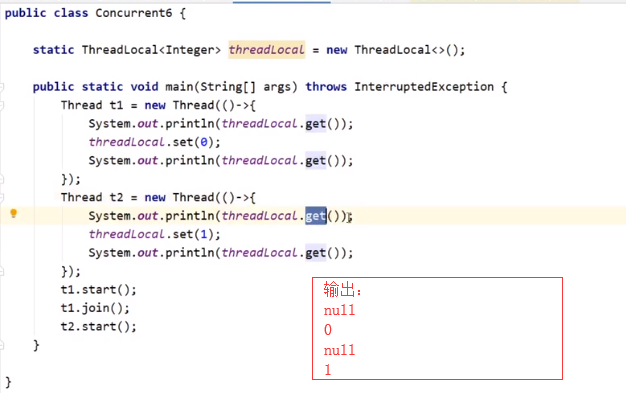 public class Concurrent6 {
static ThreadLocal<Integer> threadLocal = new ThreadLocal<>();
public static void main(String[] args) throws InterruptedException {
Thread t1 = new Thread(()->{
System.out.println(threadLocal.get());
threadLocal.set(0);
System.out.println(threadLocal.get());
});
Thread t2 = new Thread(()->{
System.out.println(threadLocal.get());
threadLocal.set(1);
System.out.println(threadLocal.get());
});
t1.start();
t1.join();
t2.start();
}
}
输出：
null
0
null
1